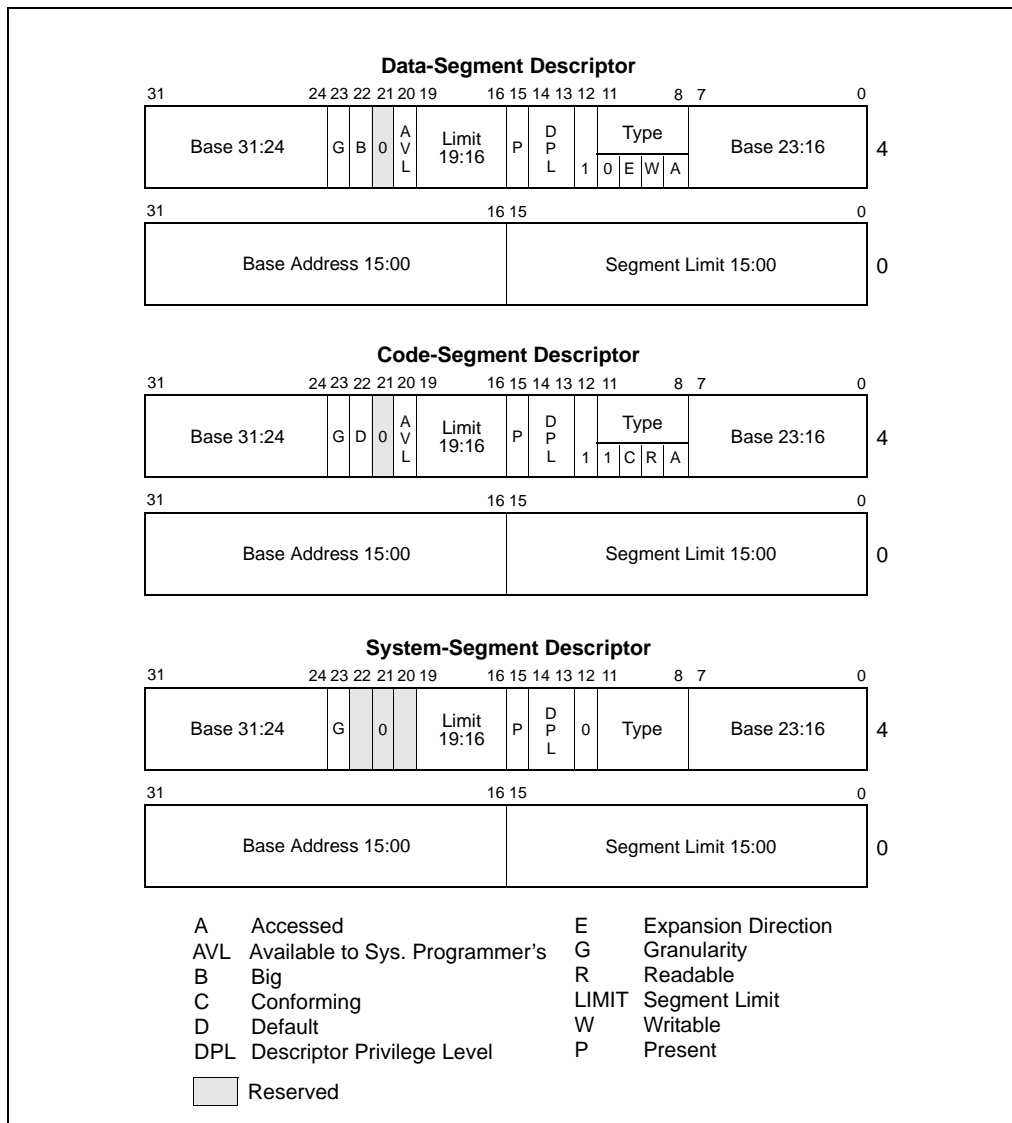 Data-Segment Descriptor
31 24 23 22 21 20 19 16 15 14 13 12 11 8 7 0
Base 31:24 G B 0 AVL Limit 19:16 P DPL 1 Type 0 E W A Base 23:16 4
31 16 15 0
Base Address 15:00 Segment Limit 15:00 0
Code-Segment Descriptor
31 24 23 22 21 20 19 16 15 14 13 12 11 8 7 0
Base 31:24 G D 0 AVL Limit 19:16 P DPL 1 Type 1 C R A Base 23:16 4
31 16 15 0
Base Address 15:00 Segment Limit 15:00 0
System-Segment Descriptor
31 24 23 22 21 20 19 16 15 14 13 12 11 8 7 0
Base 31:24 G 0 Limit 19:16 P DPL 0 Type Base 23:16 4
31 16 15 0
Base Address 15:00 Segment Limit 15:00 0
A Accessed
AVL Available to Sys. Programmer's
B Big
C Conforming
D Default
DPL Descriptor Privilege Level
E Expansion Direction
G Granularity
R Readable
LIMIT Segment Limit
W Writable
P Present
Reserved